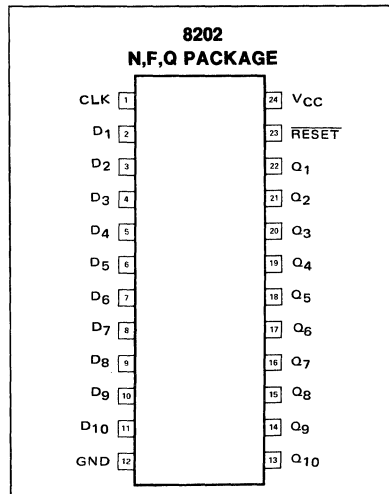 8202
N,F,Q PACKAGE
CLK 1 24 VCC
D1 2 23 RESET
D2 3 22 Q1
D3 4 21 Q2
D4 5 20 Q3
D5 6 19 Q4
D6 7 18 Q5
D7 8 17 Q6
D8 9 16 Q7
D9 10 15 Q8
D10 11 14 Q9
GND 12 13 Q10